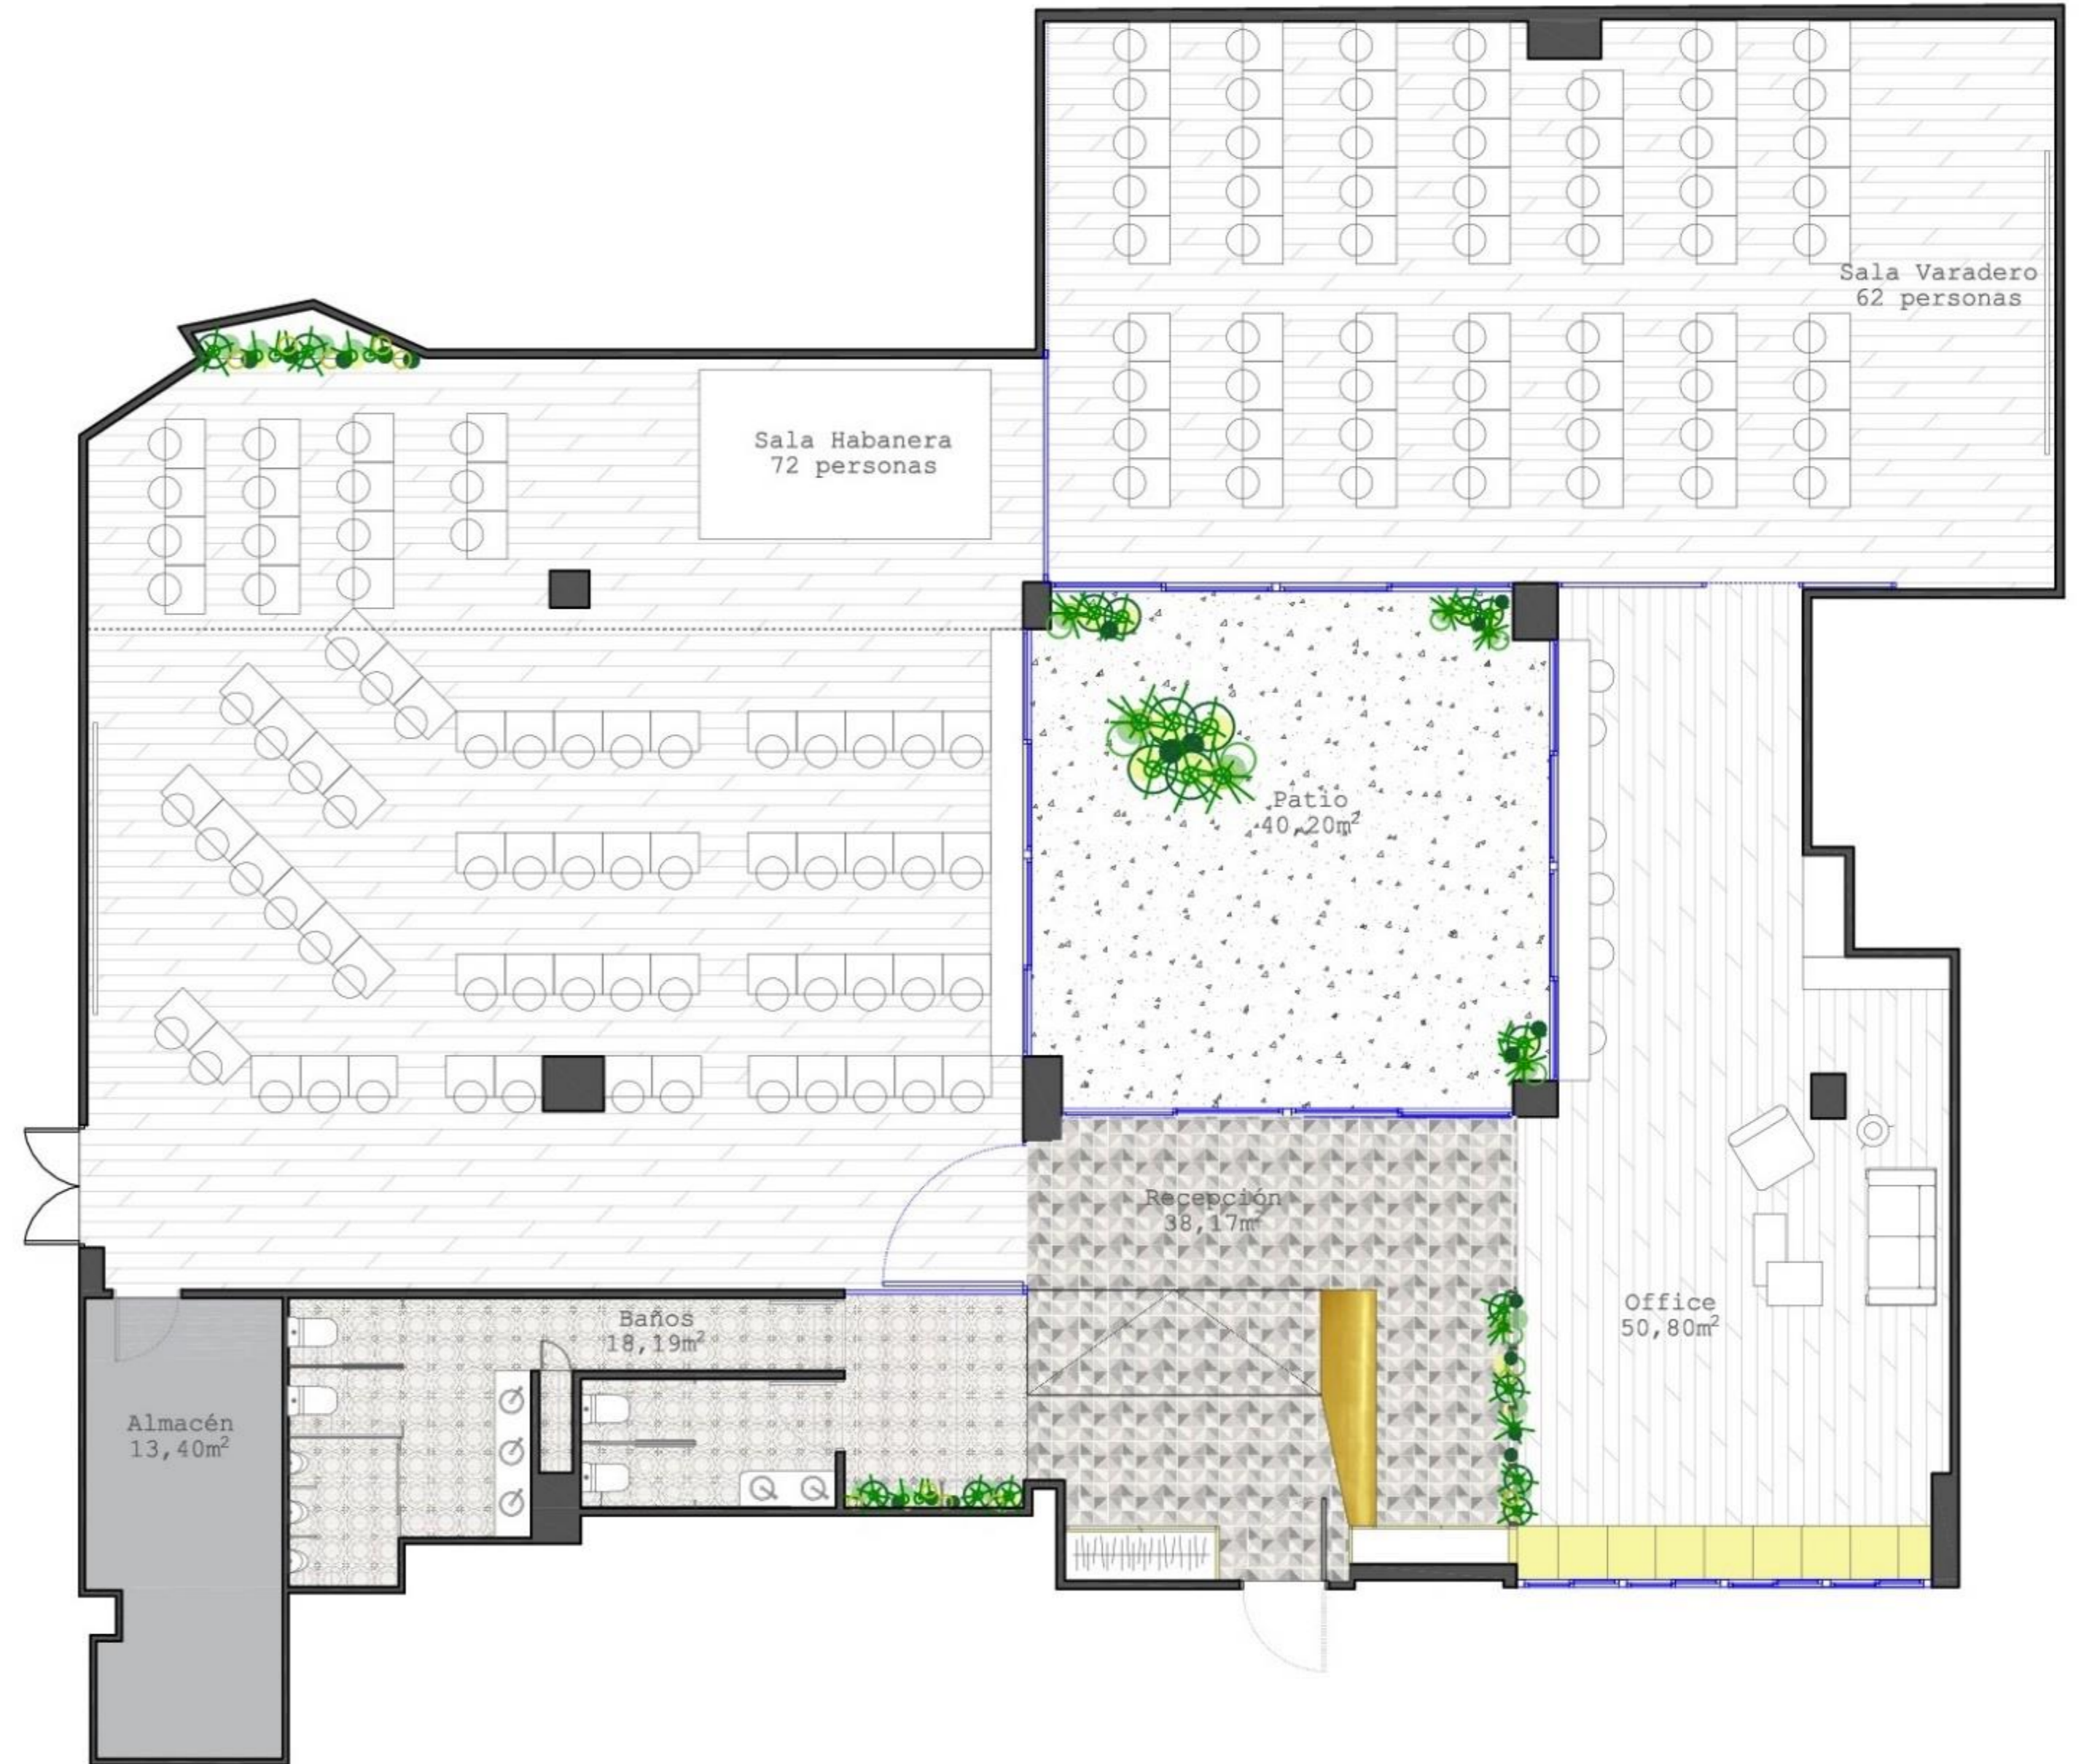 Sala Varadero
62 personas
Sala Habanera
72 personas
Patio
40,20m²
Recepción
38,17m²
Office
50,80m²
Baños
18,19m²
Almacén
13,40m²